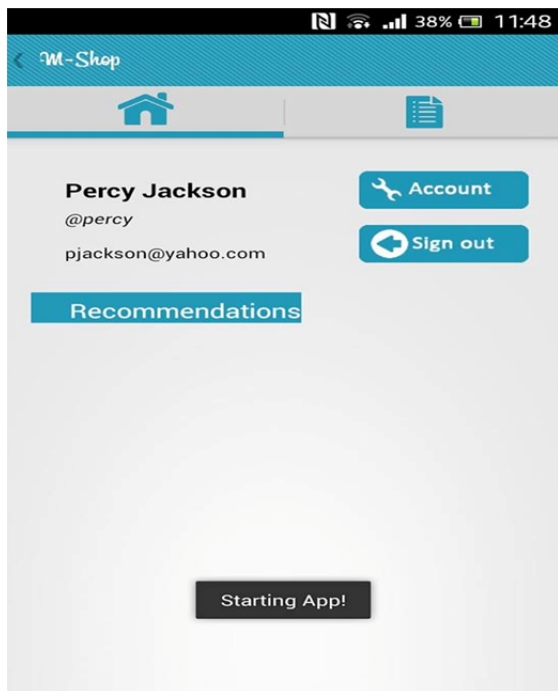 38% 11:48
M-Shop
Percy Jackson
Account
@percy
Sign out
pjackson@yahoo.com
Recommendations
Starting App!